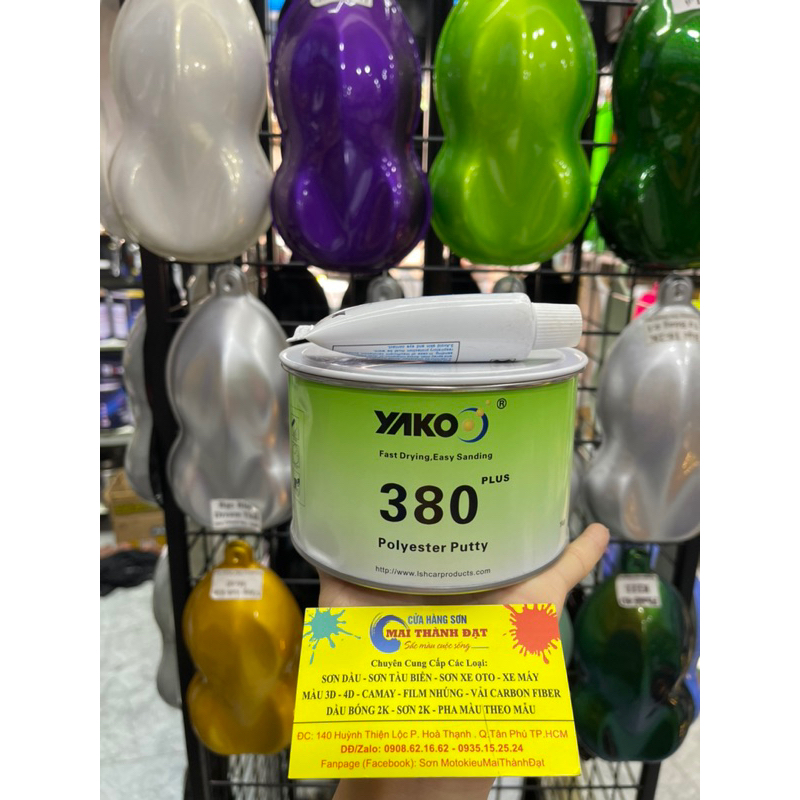 YAKO ®
Fast Drying,Easy Sanding
380 PLUS
Polyester Putty
http://www.lshcarproducts.com
CỬA HÀNG SƠN
MAI THÀNH ĐẠT
Sắc màu cuộc sống
Chuyên Cung Cấp Các Loại:
SƠN DẦU - SƠN TÀU BIỂN - SƠN XE OTO - XE MÁY
MÀU 3D - 4D - CAMAY - FILM NHÚNG - VẢI CARBON FIBER
DẦU BÓNG 2K - SƠN 2K - PHA MÀU THEO MẪU
ĐC: 140 Huỳnh Thiện Lộc P. Hoà Thạnh . Q.Tân Phú TP.HCM
DĐ/Zalo: 0908.62.16.62 - 0935.15.25.24
Fanpage (Facebook): Sơn MotokieuMaiThànhĐạt